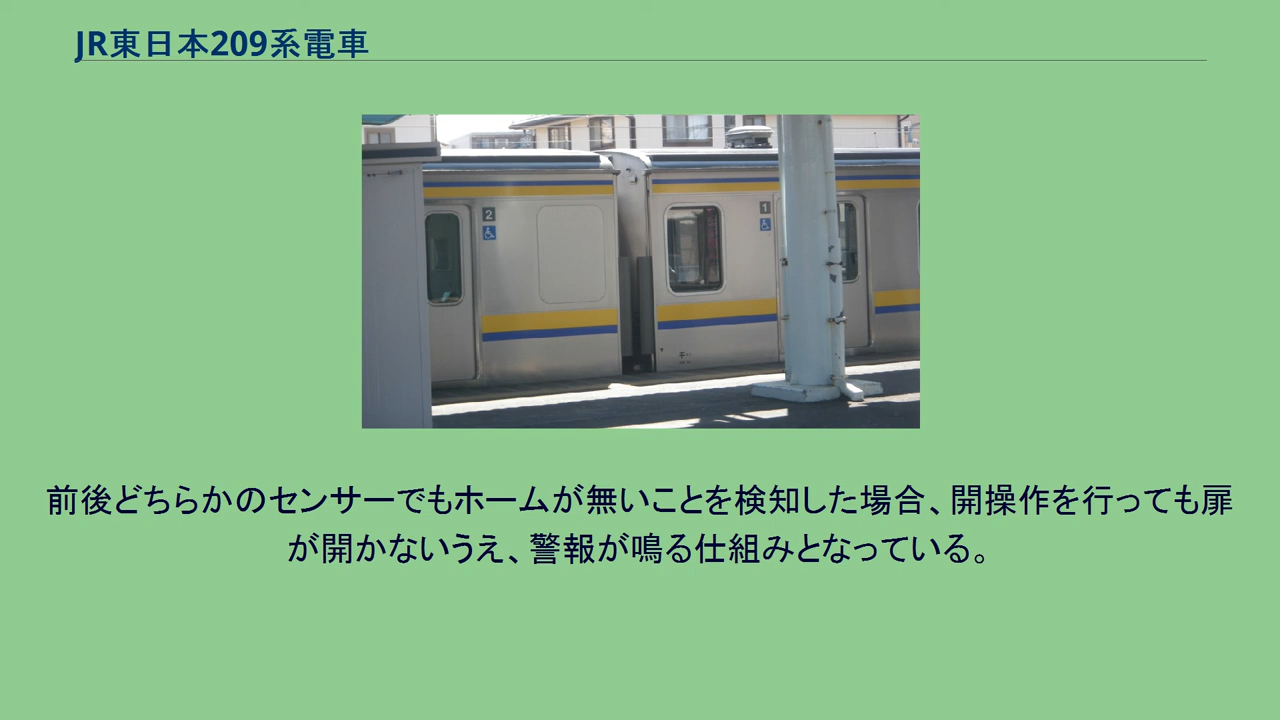 JR東日本209系電車
2
1
前後どちらかのセンサーでもホームが無いことを検知した場合、開操作を行っても扉
が開かないうえ、警報が鳴る仕組みとなっている。